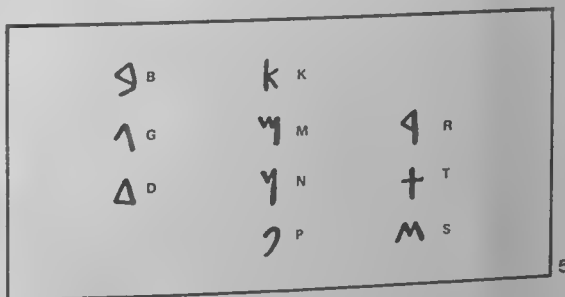 𐤁 B 𐤊 K
𐤂 G 𐤌 M 𐤓 R
𐤃 D 𐤍 N 𐤕 T
𐤐 P 𐤔 S
5